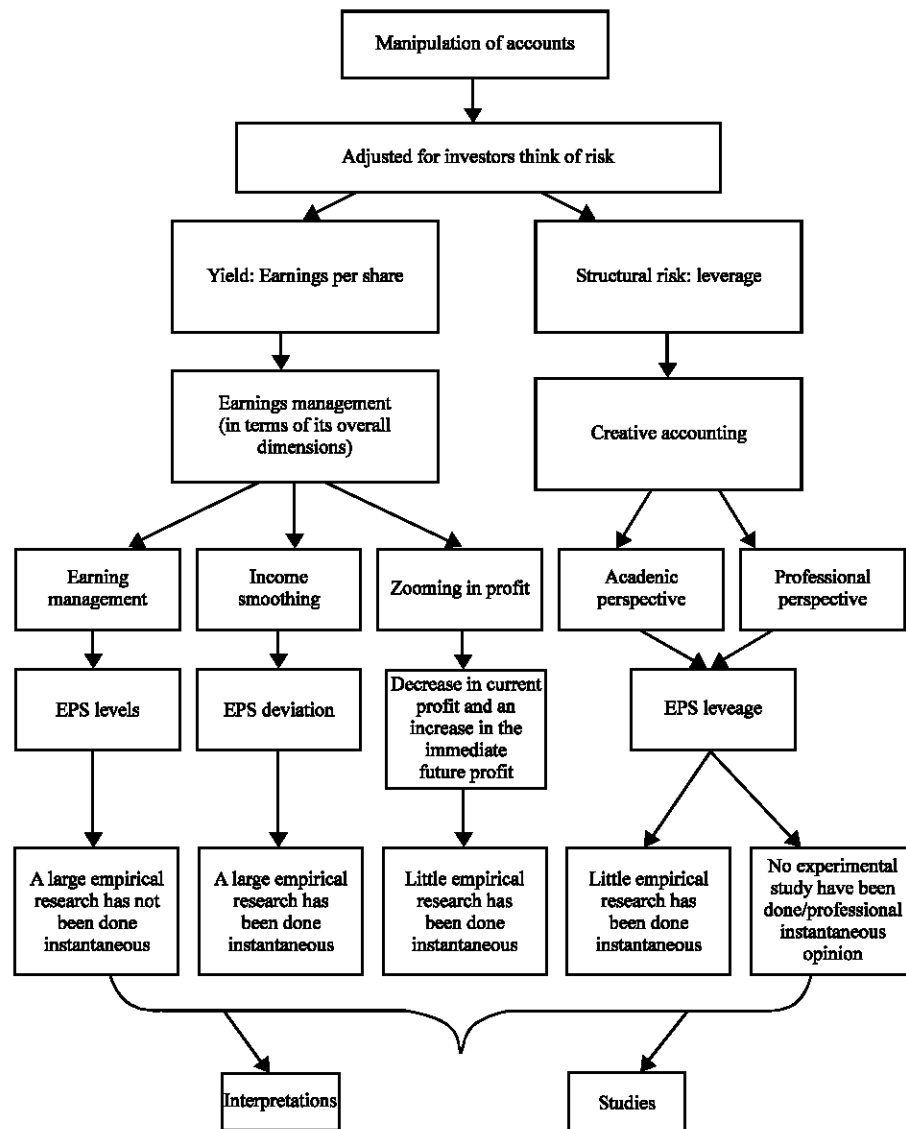 Manipulation of accounts
Adjusted for investors think of risk
Yield: Earnings per share
Structural risk: leverage
Earnings management
(in terms of its overall
dimensions)
Creative accounting
Earning
management
Income
smoothing
Zooming in profit
Acadenic
perspective
Professional
perspective
EPS levels
EPS deviation
Decrease in current
profit and an
increase in the
immediate
future profit
EPS leveage
A large empirical
research has not
been done
instantaneous
A large empirical
research has
been done
instantaneous
Little empirical
research has
been done
instantaneous
Little empirical
research has
been done
instantaneous
No experimental
study have been
done/professional
instantaneous
opinion
Interpretations
Studies